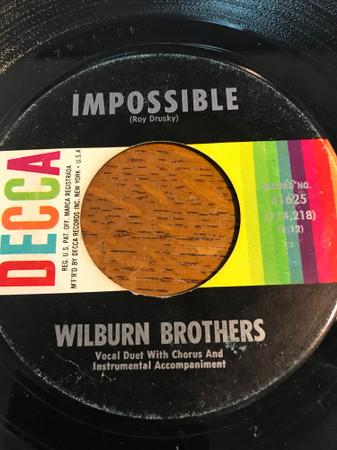 IMPOSSIBLE
(Roy Drusky)
DECCA
REG. U.S. PAT. OFF. MARCA REGISTRADA
M'F'R'D BY DECCA RECORDS INC, NEW YORK • U.S.A.
RECORD NO.
31625
WILBURN BROTHERS
Vocal Duet With Chorus And
Instrumental Accompaniment